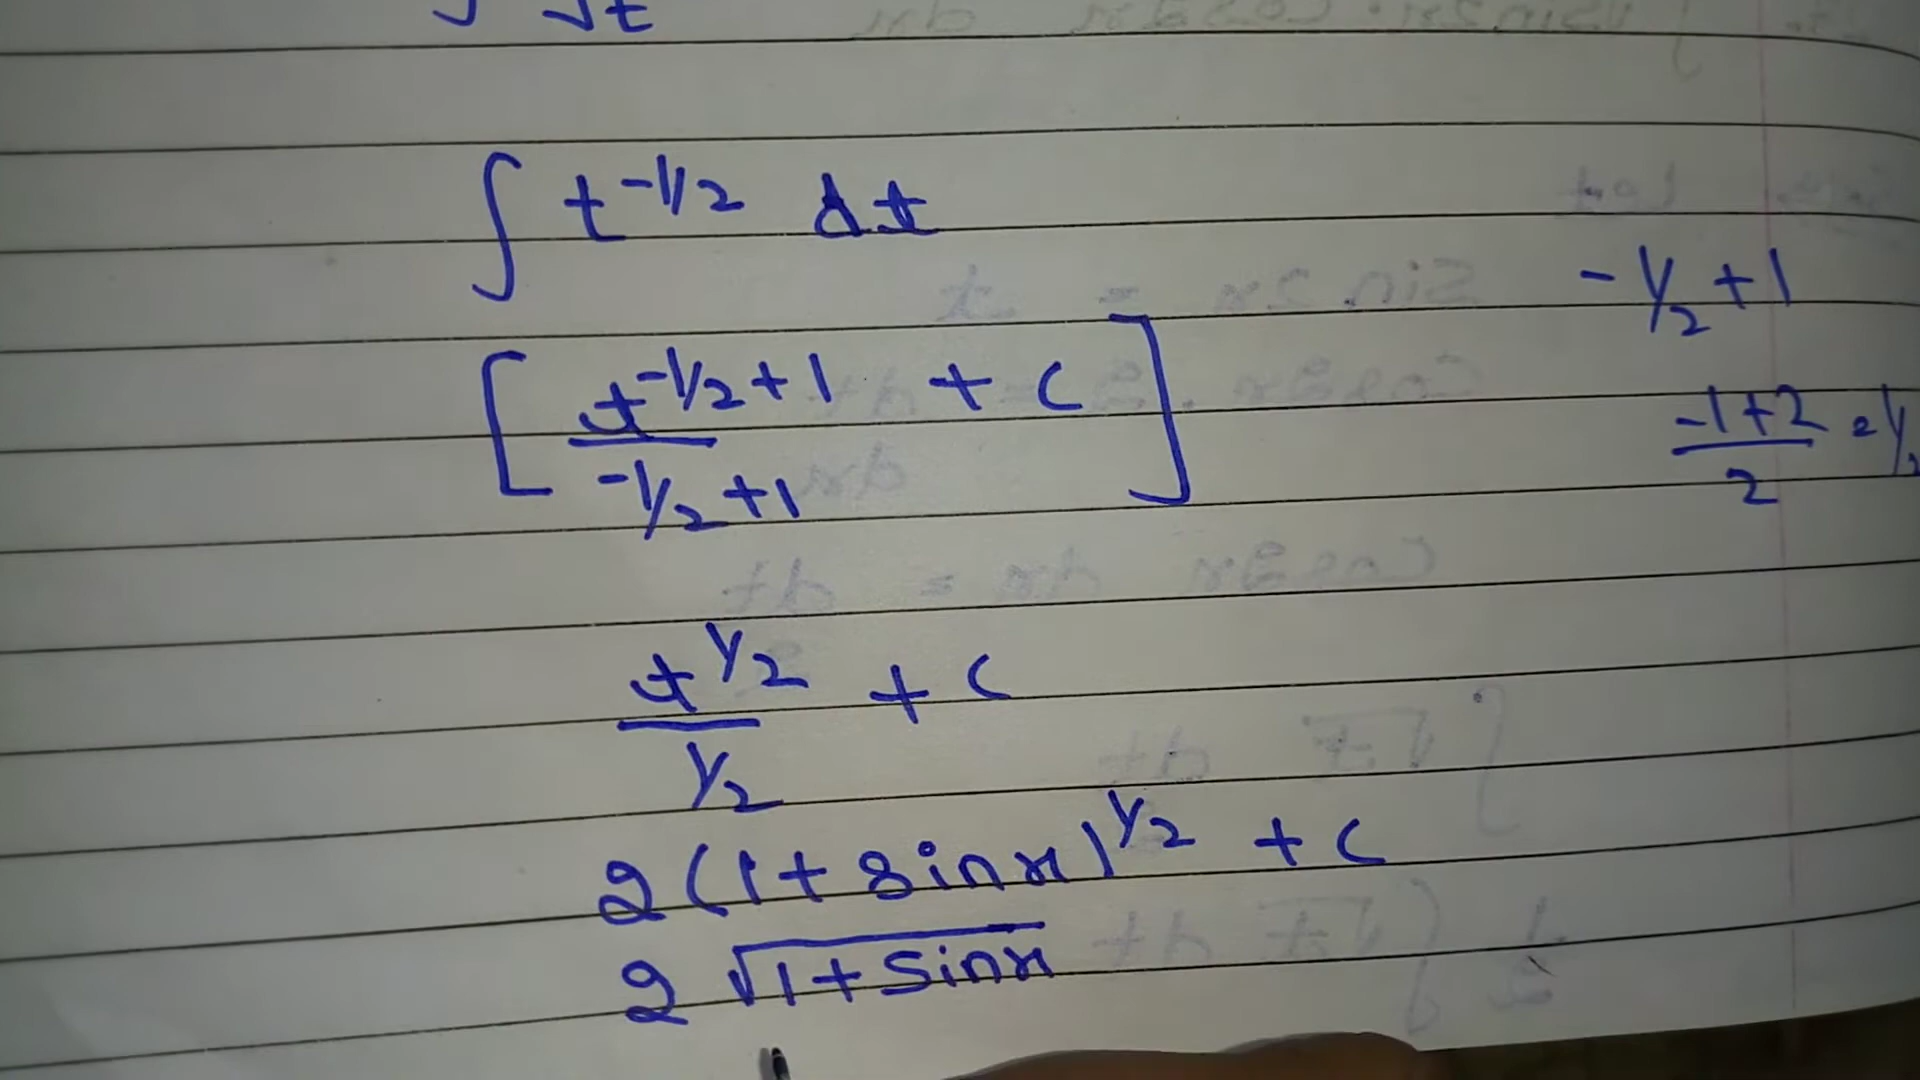 ∫ √t
∫ t^-1/2 dt
[ t^-1/2+1 / -1/2+1 + c ]
-1/2+1
-1+2 / 2 = 1/2
t^1/2 / 1/2 + c
2(1+sinx)^1/2 + c
2 √1+sinx